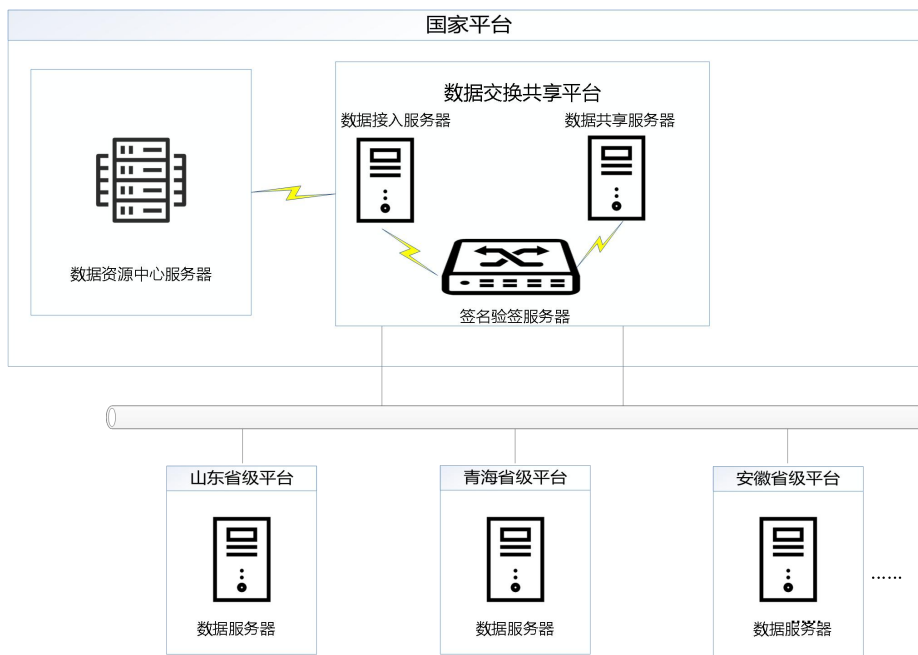 国家平台
数据交换共享平台
数据接入服务器
数据共享服务器
数据资源中心服务器
签名验签服务器
山东省级平台
青海省级平台
安徽省级平台
……
数据服务器
数据服务器
数据服务器